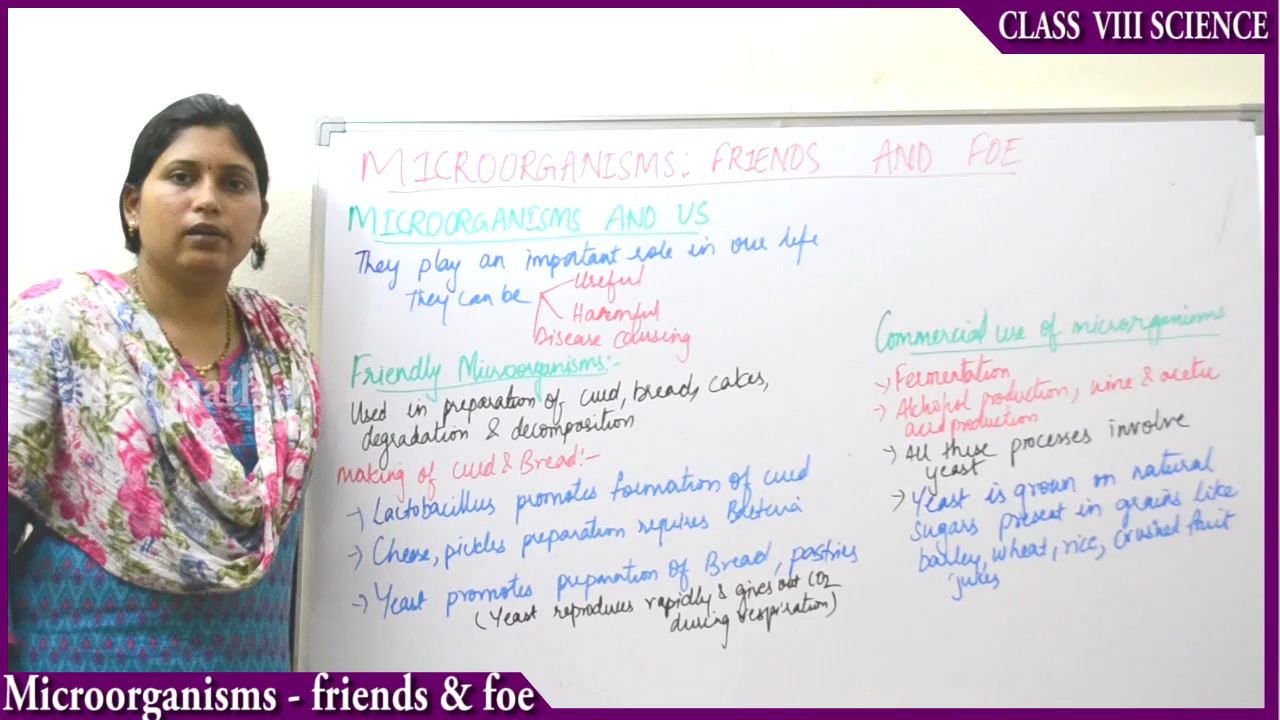 CLASS VIII SCIENCE
MICROORGANISMS: FRIENDS AND FOE
MICROORGANISMS AND US
They play an important role in our life
They can be
Useful
Harmful
Disease causing
Friendly Microorganisms:-
Used in preparation of curd, bread, cakes,
degradation & decomposition
Making of curd & Bread:-
→ Lactobacillus promotes formation of curd
→ Cheese, pickles preparation requires Bacteria
→ Yeast promotes preparation of Bread, pastries
(Yeast reproduces rapidly & gives out CO2
during respiration)
Commercial use of microorganisms
→ Fermentation
→ Alchohol production, wine & acetic
acid production
→ All these processes involve
yeast
→ Yeast is grown on natural
sugars present in grains like
barley, wheat, rice, crushed fruit
juices
Microorganisms - friends & foe